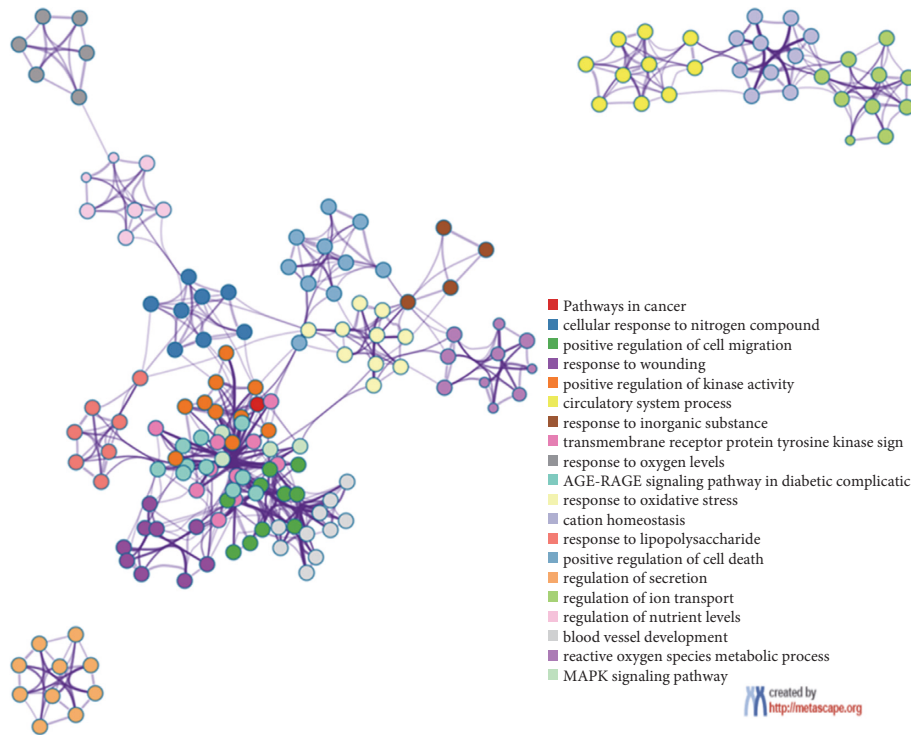 Pathways in cancer
cellular response to nitrogen compound
positive regulation of cell migration
response to wounding
positive regulation of kinase activity
circulatory system process
response to inorganic substance
transmembrane receptor protein tyrosine kinase sign
response to oxygen levels
AGE-RAGE signaling pathway in diabetic complicatic
response to oxidative stress
cation homeostasis
response to lipopolysaccharide
positive regulation of cell death
regulation of secretion
regulation of ion transport
regulation of nutrient levels
blood vessel development
reactive oxygen species metabolic process
MAPK signaling pathway
created by
http://metascape.org